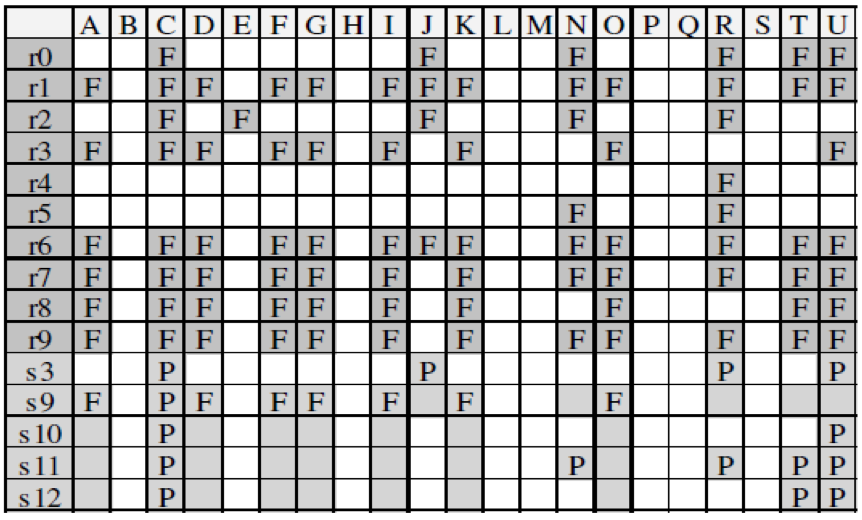 A B C D E F G H I J K L M N O P Q R S T U
r0 F F F F F F
r1 F F F F F F F F F F F F F
r2 F F F F F
r3 F F F F F F F F F
r4 F
r5 F F
r6 F F F F F F F F F F F F F
r7 F F F F F F F F F F F F
r8 F F F F F F F F F F
r9 F F F F F F F F F F F F
s3 P P P P
s9 F P F F F F F F
s10 P P
s11 P P P P P
s12 P P P